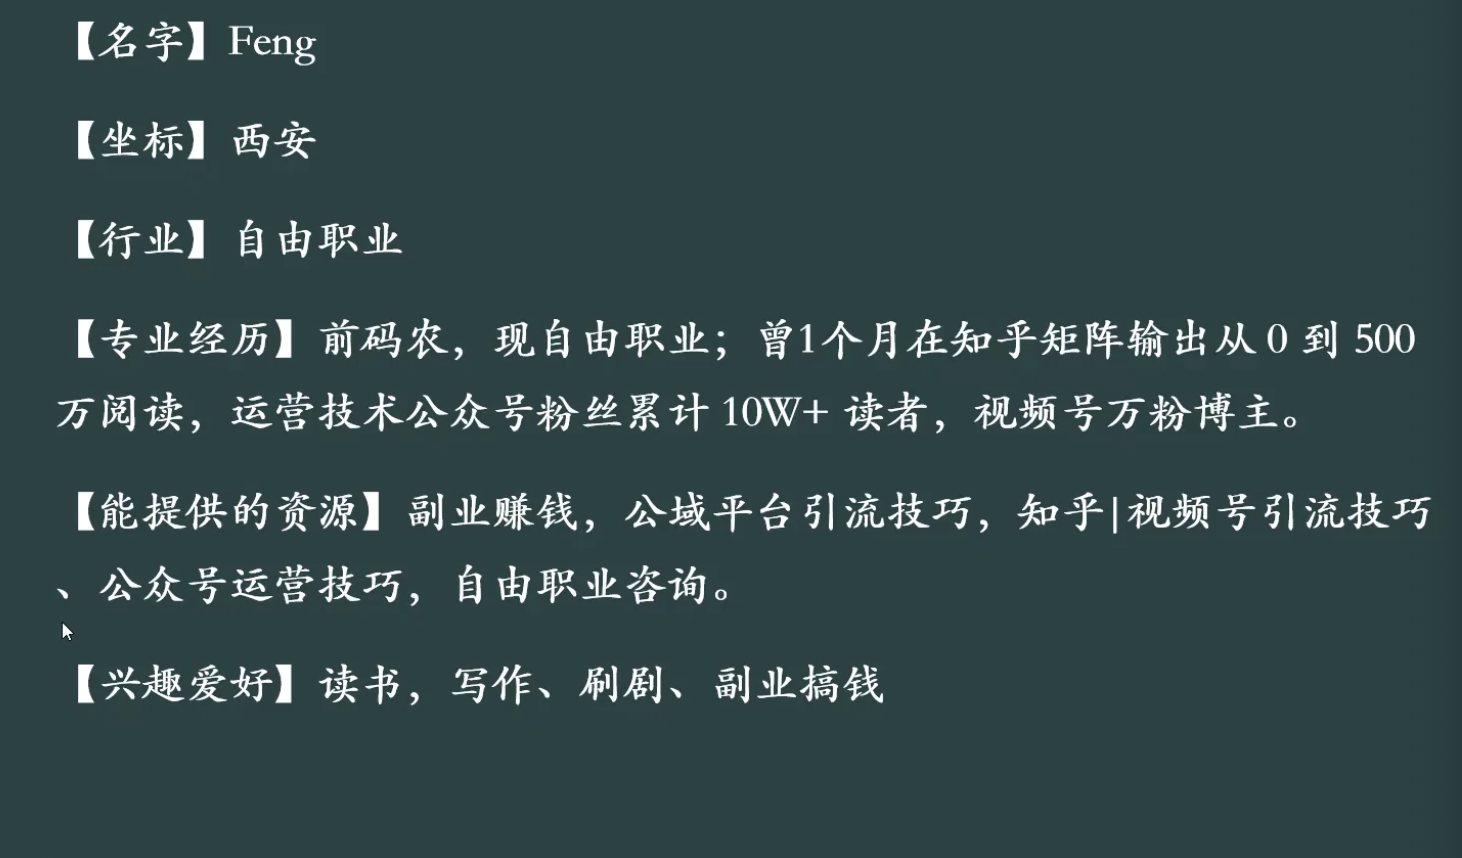 【名字】Feng
【坐标】西安
【行业】自由职业
【专业经历】前码农，现自由职业；曾1个月在知乎矩阵输出从 0 到 500
万阅读，运营技术公众号粉丝累计 10W+ 读者，视频号万粉博主。
【能提供的资源】副业赚钱，公域平台引流技巧，知乎|视频号引流技巧
、公众号运营技巧，自由职业咨询。
【兴趣爱好】读书，写作、刷剧、副业搞钱